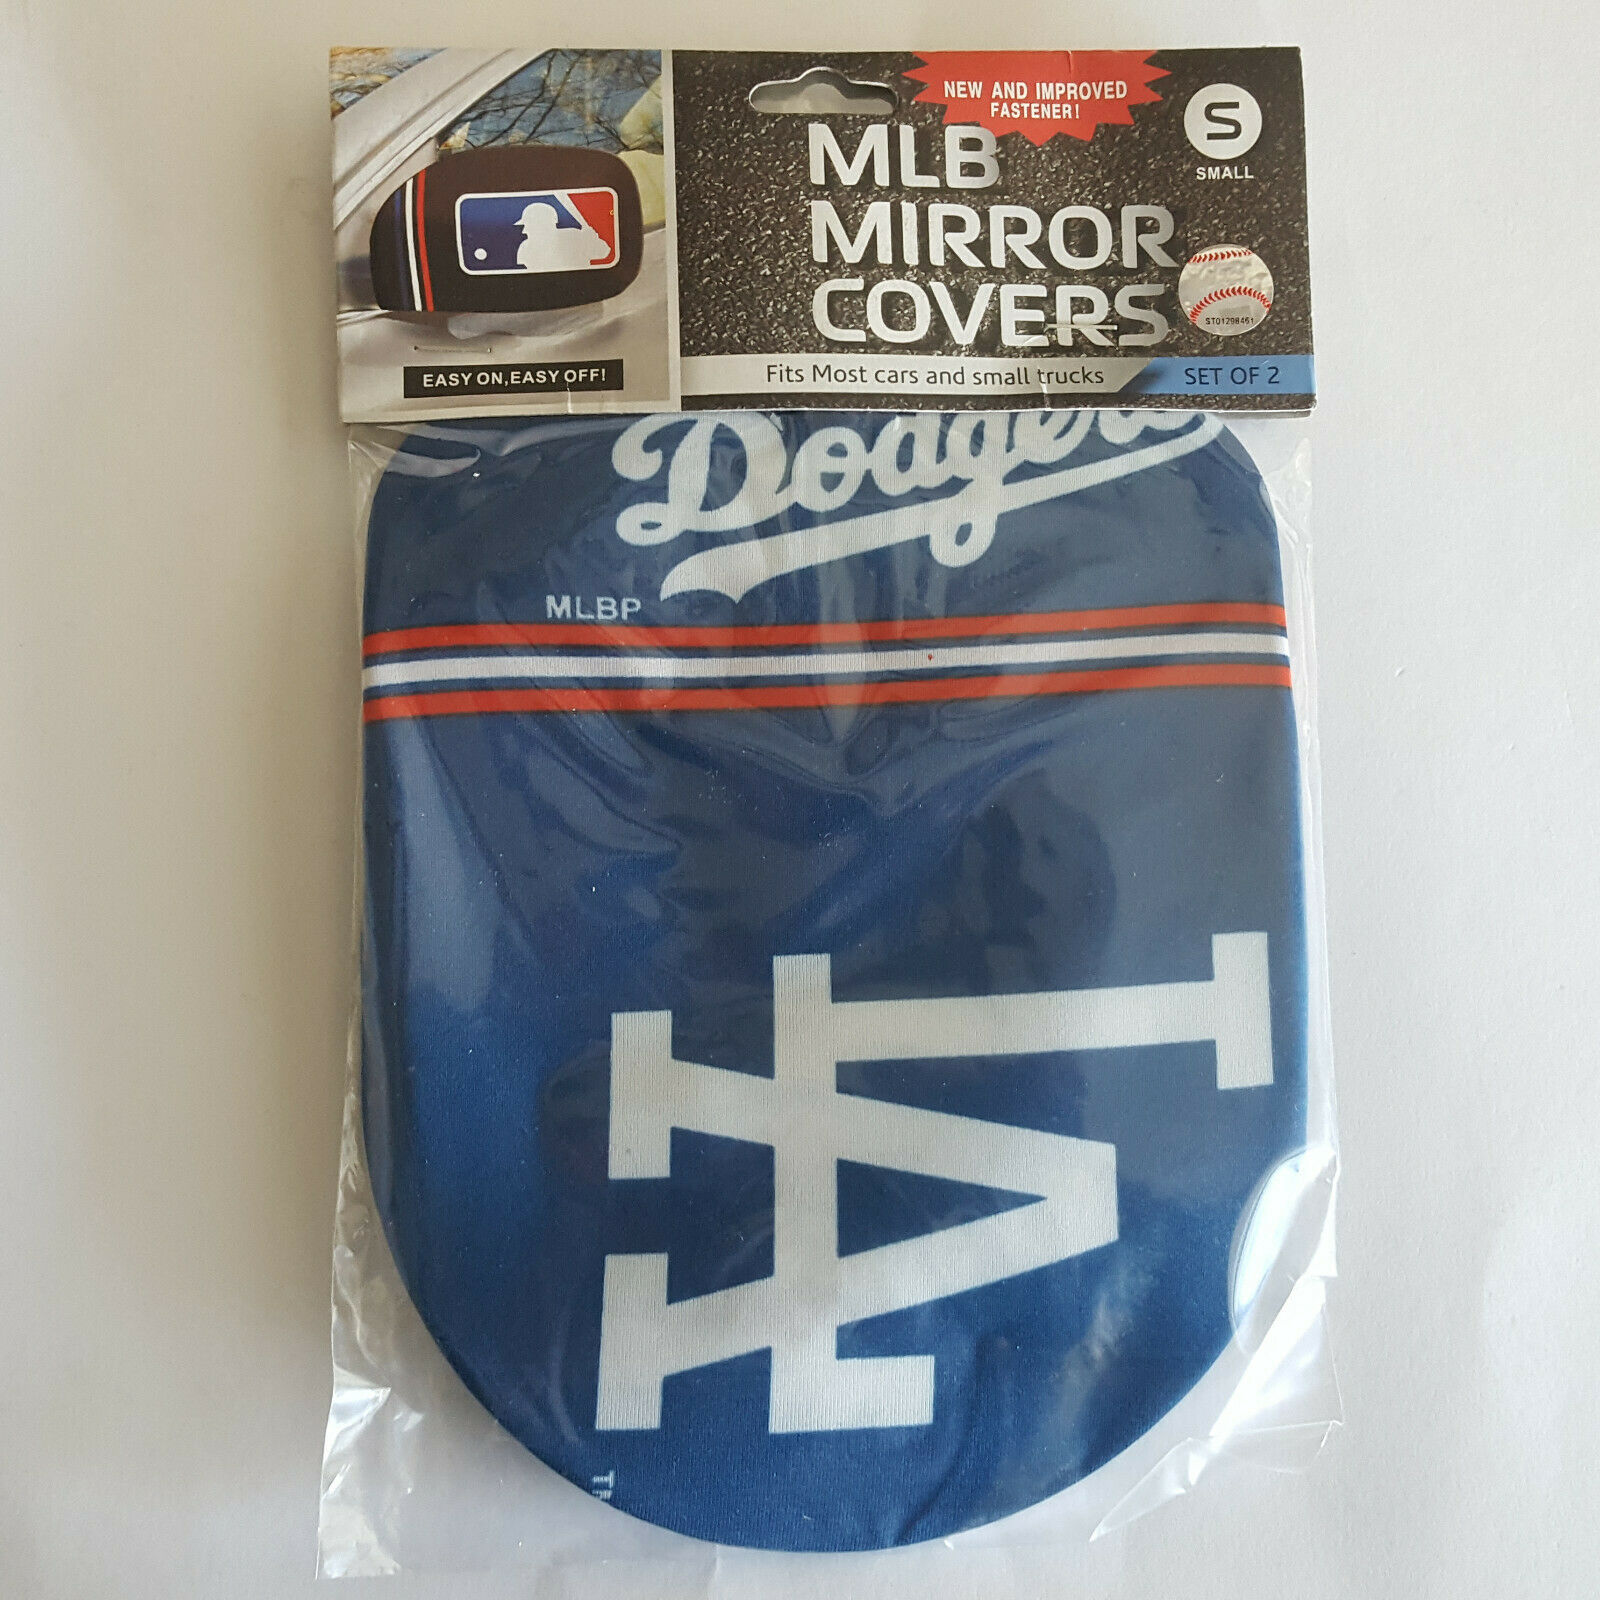 NEW AND IMPROVED
FASTENER!
S
SMALL
MLB
MIRROR
COVERS
ST01298461
EASY ON, EASY OFF!
Fits Most cars and small trucks
SET OF 2
Dodgers
MLBP
LA